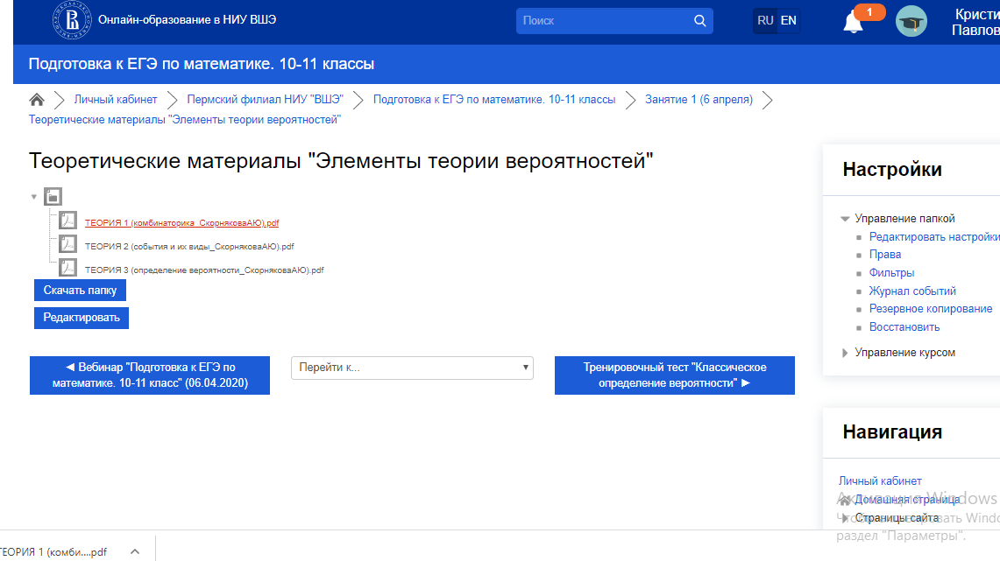 Онлайн-образование в НИУ ВШЭ
Поиск
RU EN
1
Кристи
Павлов
Подготовка к ЕГЭ по математике. 10-11 классы
Личный кабинет
Пермский филиал НИУ "ВШЭ"
Подготовка к ЕГЭ по математике. 10-11 классы
Занятие 1 (6 апреля)
Теоретические материалы "Элементы теории вероятностей"
Теоретические материалы "Элементы теории вероятностей"
ТЕОРИЯ 1 (комбинаторика_СкорняковаАЮ).pdf
ТЕОРИЯ 2 (события и их виды_СкорняковаАЮ).pdf
ТЕОРИЯ 3 (определение вероятности_СкорняковаАЮ).pdf
Скачать папку
Редактировать
◄ Вебинар "Подготовка к ЕГЭ по
математике. 10-11 класс" (06.04.2020)
Перейти к...
Тренировочный тест "Классическое
определение вероятности" ►
Настройки
Управление папкой
Редактировать настройки
Права
Фильтры
Журнал событий
Резервное копирование
Восстановить
Управление курсом
Навигация
Личный кабинет
Домашняя страница
Страницы сайта
Активация Windows
Чтобы активировать Windo
раздел "Параметры".
ТЕОРИЯ 1 (комби....pdf